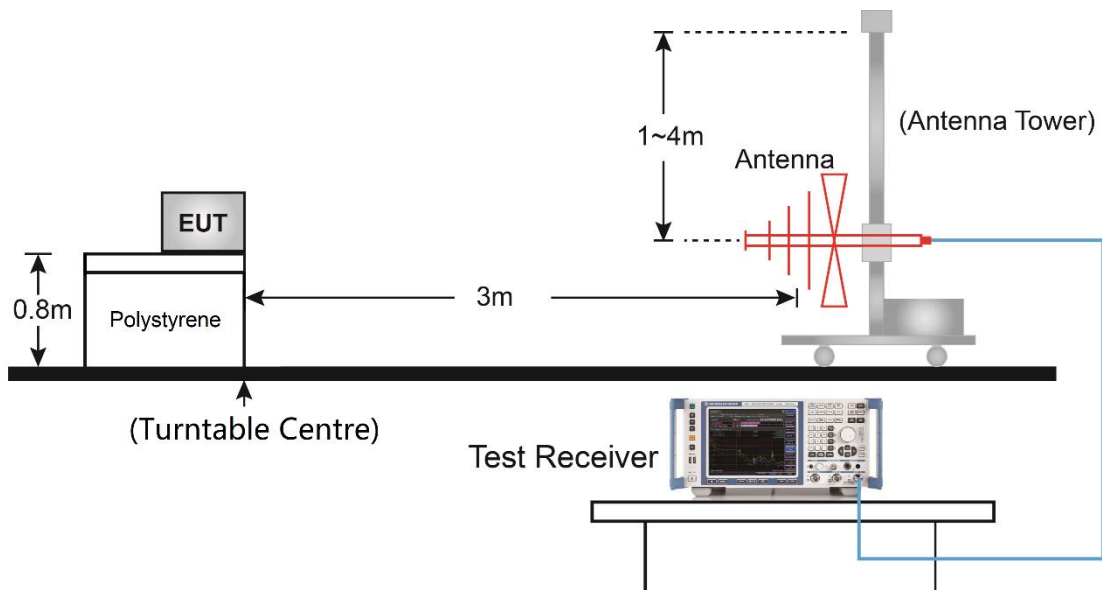 1~4m
(Antenna Tower)
Antenna
EUT
0.8m
Polystyrene
3m
(Turntable Centre)
Test Receiver